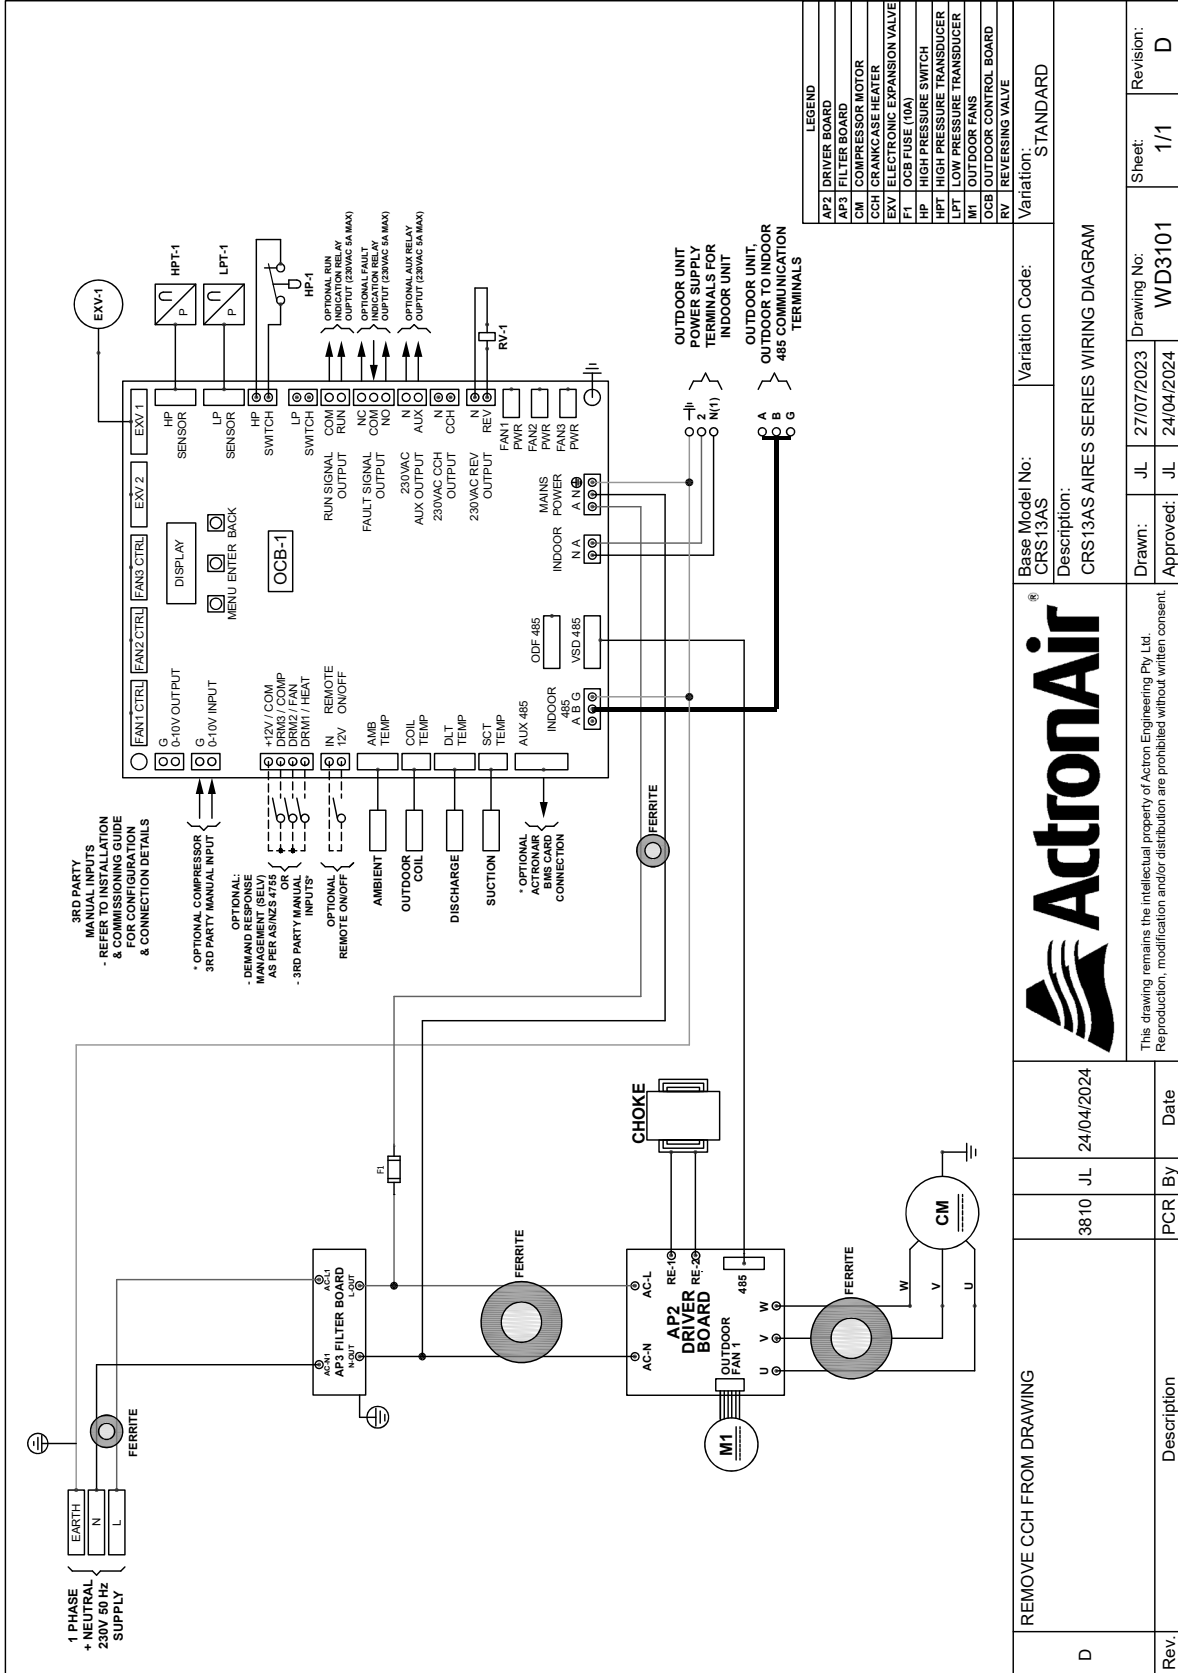 1 PHASE
+ NEUTRAL
230V 50 Hz
SUPPLY
EARTH
N
L
FERRITE
AC-N1
AC-L1
AP3 FILTER BOARD
N-OUT
L-OUT
F1
FERRITE
CHOKE
AC-N
AC-L
AP2
DRIVER
BOARD
RE-1
RE-2
OUTDOOR
FAN 1
485
M1
U
V
W
FERRITE
W
V
U
CM
3RD PARTY
MANUAL INPUTS
- REFER TO INSTALLATION
& COMMISSIONING GUIDE
FOR CONFIGURATION
& CONNECTION DETAILS
* OPTIONAL COMPRESSOR
3RD PARTY MANUAL INPUT
OPTIONAL:
- DEMAND RESPONSE
MANAGEMENT (SELV)
AS PER AS/NZS 4755
OR
- 3RD PARTY MANUAL
INPUTS*
OPTIONAL
REMOTE ON/OFF
AMBIENT
OUTDOOR
COIL
DISCHARGE
SUCTION
* OPTIONAL
ACTRONAIR
BMS CARD
CONNECTION
FERRITE
FAN1 CTRL
FAN2 CTRL
FAN3 CTRL
EXV 2
EXV 1
G
0-10V OUTPUT
G
0-10V INPUT
+12V / COM
DRM3 / COMP
DRM2 / FAN
DRM1 / HEAT
IN
12V
REMOTE
ON/OFF
AMB
TEMP
COIL
TEMP
DLT
TEMP
SCT
TEMP
AUX 485
INDOOR
485
A B G
DISPLAY
MENU ENTER BACK
OCB-1
ODF 485
VSD 485
INDOOR
N A
MAINS
POWER
A N
HP
SENSOR
LP
SENSOR
HP
SWITCH
LP
SWITCH
RUN SIGNAL
OUTPUT
COM
RUN
FAULT SIGNAL
OUTPUT
NC
COM
NO
230VAC
AUX OUTPUT
N
AUX
230VAC CCH
OUTPUT
N
CCH
230VAC REV
OUTPUT
N
REV
FAN1
PWR
FAN2
PWR
FAN3
PWR
EXV-1
HPT-1
P
LPT-1
P
HP-1
OPTIONAL RUN
INDICATION RELAY
OUPTUT (230VAC 5A MAX)
OPTIONAL FAULT
INDICATION RELAY
OUPTUT (230VAC 5A MAX)
OPTIONAL AUX RELAY
OUPTUT (230VAC 5A MAX)
RV-1
2
N(1)
OUTDOOR UNIT
POWER SUPPLY
TERMINALS FOR
INDOOR UNIT
A
B
G
OUTDOOR UNIT,
OUTDOOR TO INDOOR
485 COMMUNICATION
TERMINALS
LEGEND
AP2 DRIVER BOARD
AP3 FILTER BOARD
CM COMPRESSOR MOTOR
CCH CRANKCASE HEATER
EXV ELECTRONIC EXPANSION VALVE
F1 OCB FUSE (10A)
HP HIGH PRESSURE SWITCH
HPT HIGH PRESSURE TRANSDUCER
LPT LOW PRESSURE TRANSDUCER
M1 OUTDOOR FANS
OCB OUTDOOR CONTROL BOARD
RV REVERSING VALVE
D REMOVE CCH FROM DRAWING 3810 JL 24/04/2024
Rev. Description PCR By Date
ActronAir ®
This drawing remains the intellectual property of Actron Engineering Pty Ltd.
Reproduction, modification and/or distribution are prohibited without written consent.
Base Model No:
CRS13AS
Variation Code:
Variation:
STANDARD
Description:
CRS13AS AIRES SERIES WIRING DIAGRAM
Drawn: JL 27/07/2023
Approved: JL 24/04/2024
Drawing No:
WD3101
Sheet:
1/1
Revision:
D